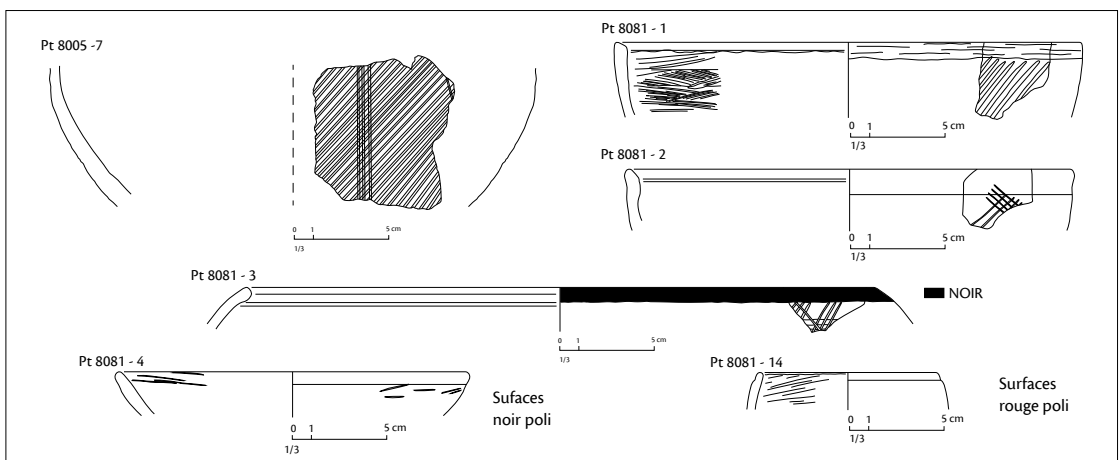 Pt 8005 -7
0 1 5 cm
1/3
Pt 8081 - 1
0 1 5 cm
1/3
Pt 8081 - 2
0 1 5 cm
1/3
Pt 8081 - 3
NOIR
0 1 5 cm
1/3
Pt 8081 - 4
0 1 5 cm
1/3
Sufaces
noir poli
Pt 8081 - 14
0 1 5 cm
1/3
Surfaces
rouge poli